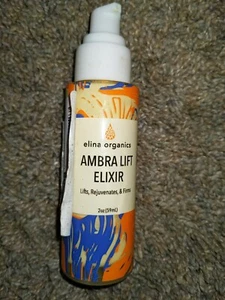 elina organics
AMBRA LIFT
ELIXIR
Lifts, Rejuvenates, & Firms
2oz (59mL)